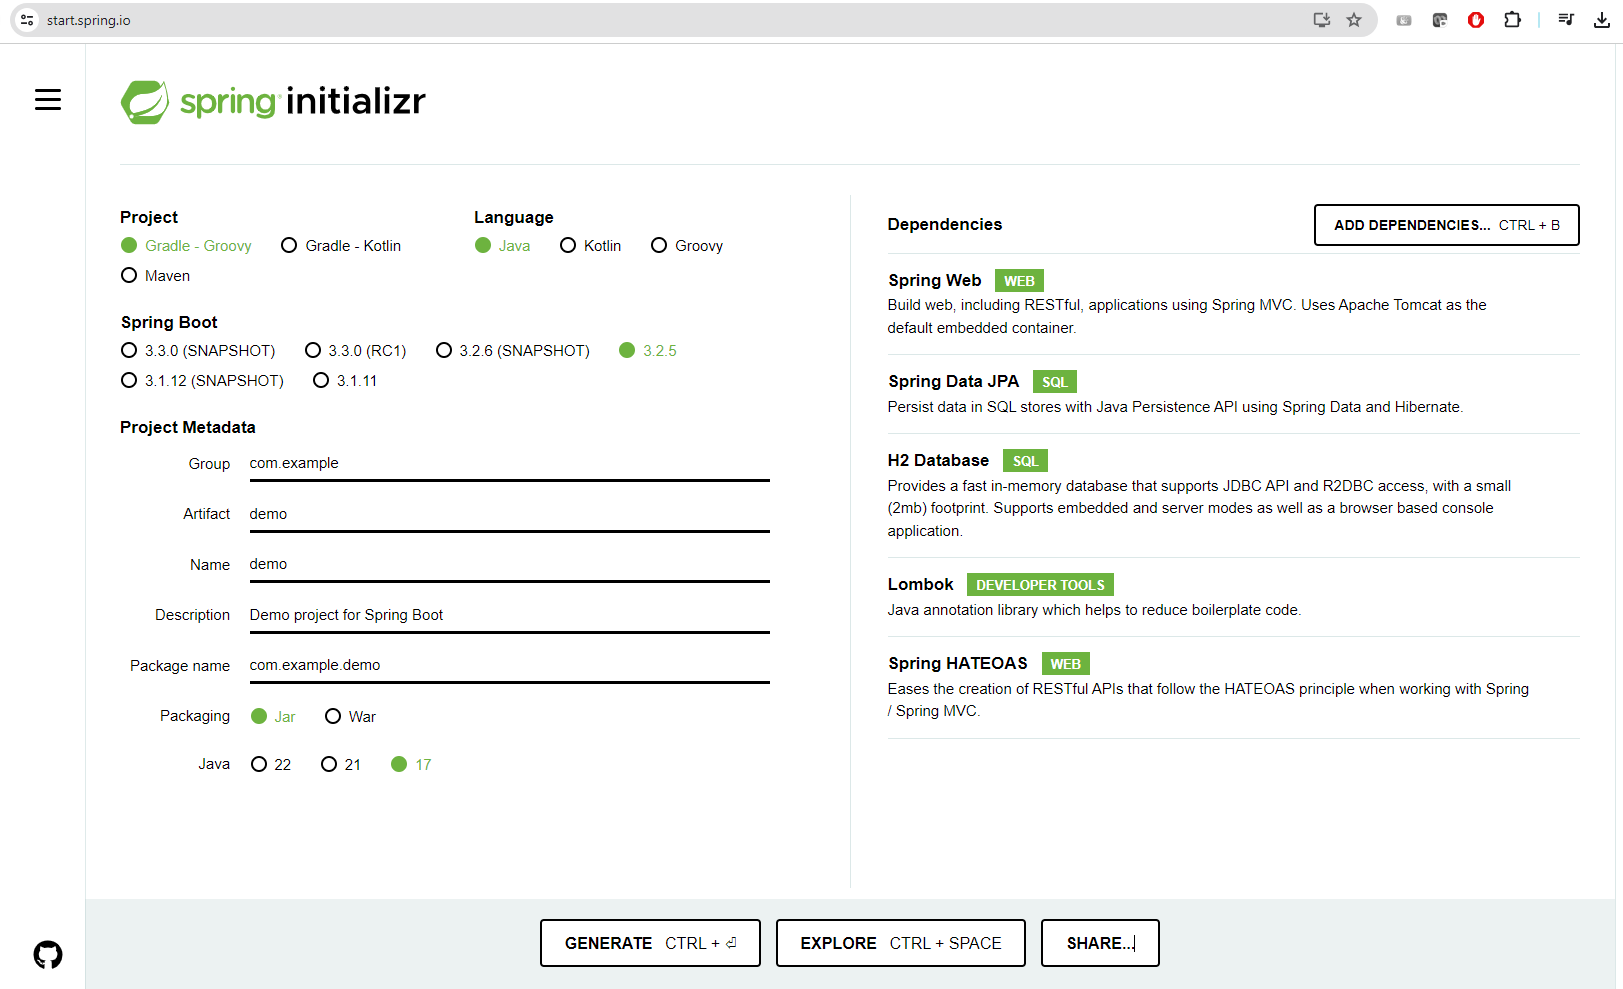 start.spring.io
spring initializr
Project
Gradle - Groovy Gradle - Kotlin
Maven
Language
Java Kotlin Groovy
Spring Boot
3.3.0 (SNAPSHOT) 3.3.0 (RC1) 3.2.6 (SNAPSHOT) 3.2.5
3.1.12 (SNAPSHOT) 3.1.11
Project Metadata
Group com.example
Artifact demo
Name demo
Description Demo project for Spring Boot
Package name com.example.demo
Packaging Jar War
Java 22 21 17
Dependencies ADD DEPENDENCIES... CTRL + B
Spring Web WEB
Build web, including RESTful, applications using Spring MVC. Uses Apache Tomcat as the
default embedded container.
Spring Data JPA SQL
Persist data in SQL stores with Java Persistence API using Spring Data and Hibernate.
H2 Database SQL
Provides a fast in-memory database that supports JDBC API and R2DBC access, with a small
(2mb) footprint. Supports embedded and server modes as well as a browser based console
application.
Lombok DEVELOPER TOOLS
Java annotation library which helps to reduce boilerplate code.
Spring HATEOAS WEB
Eases the creation of RESTful APIs that follow the HATEOAS principle when working with Spring
/ Spring MVC.
GENERATE CTRL + ⏎ EXPLORE CTRL + SPACE SHARE...